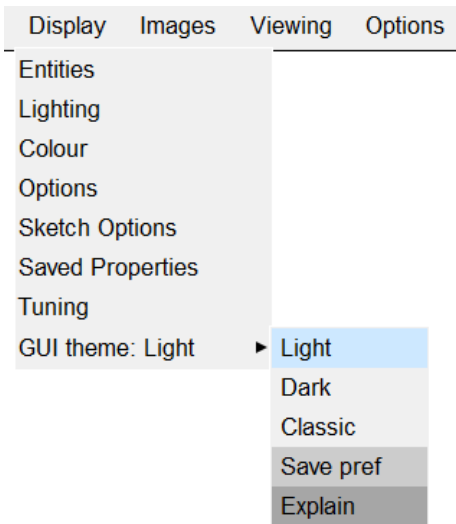 Display Images Viewing Options
Entities
Lighting
Colour
Options
Sketch Options
Saved Properties
Tuning
GUI theme: Light Light
Dark
Classic
Save pref
Explain